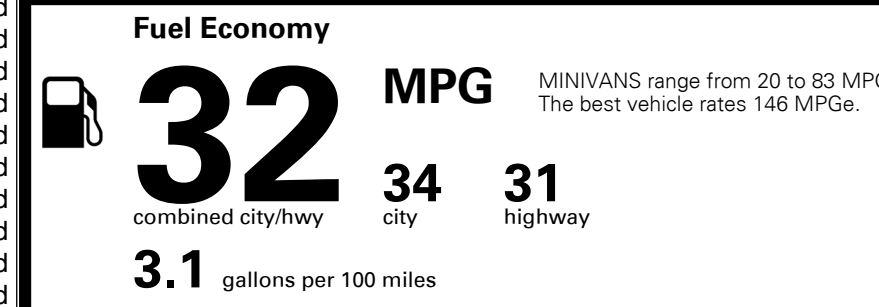 Fuel Economy
32
MPG
MINIVANS range from 20 to 83 MPG
The best vehicle rates 146 MPGe.
combined city/hwy
34
city
31
highway
3.1 gallons per 100 miles
d
d
d
d
d
d
d
d
d
d